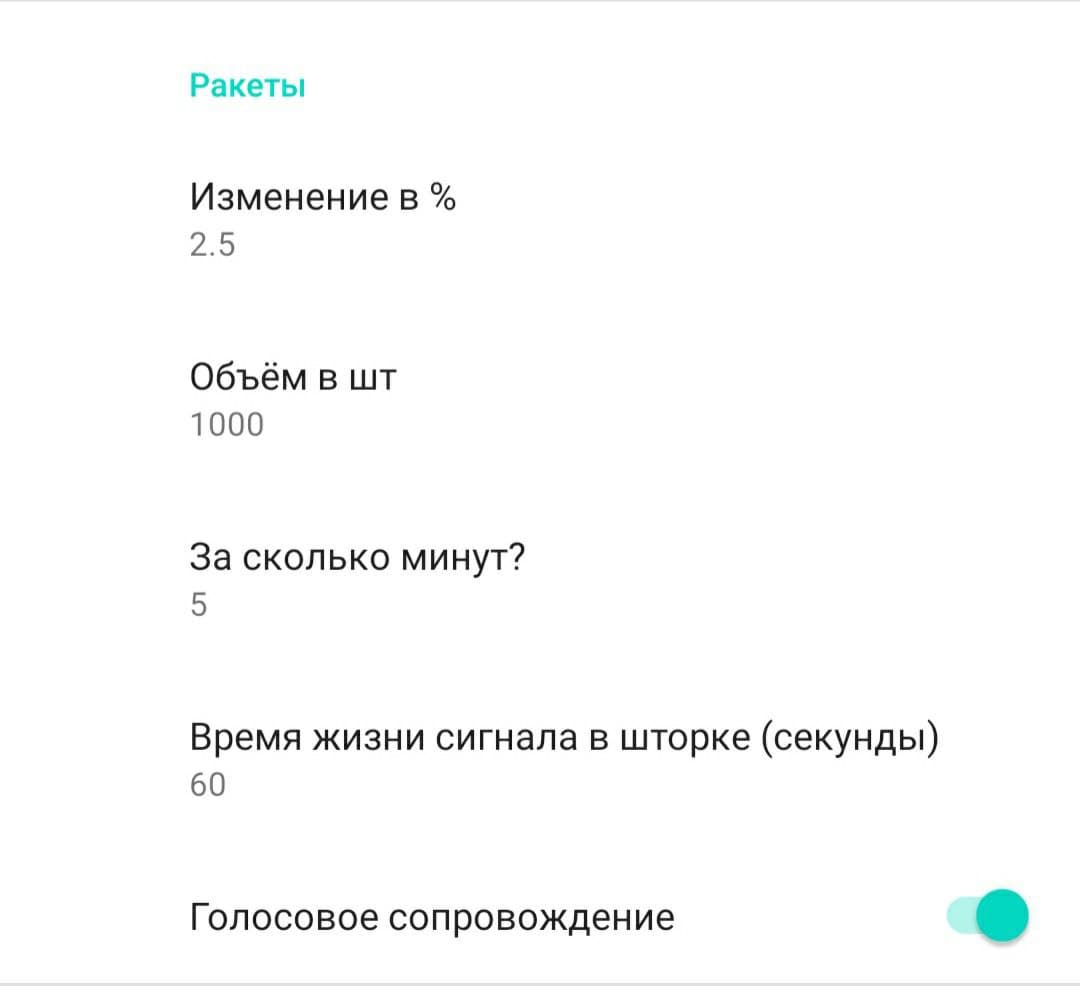 Ракеты
Изменение в %
2.5
Объём в шт
1000
За сколько минут?
5
Время жизни сигнала в шторке (секунды)
60
Голосовое сопровождение